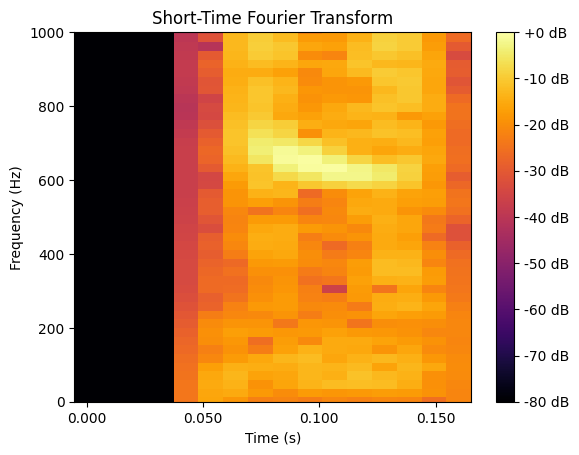 Short-Time Fourier Transform
1000
800
600
400
200
0
Frequency (Hz)
0.000
0.050
0.100
0.150
Time (s)
+0 dB
-10 dB
-20 dB
-30 dB
-40 dB
-50 dB
-60 dB
-70 dB
-80 dB